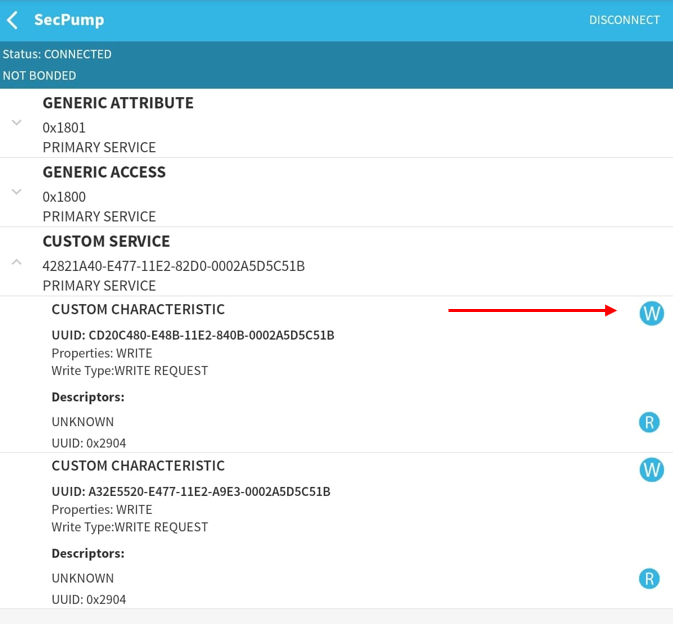 SecPump
DISCONNECT
Status: CONNECTED
NOT BONDED
GENERIC ATTRIBUTE
0x1801
PRIMARY SERVICE
GENERIC ACCESS
0x1800
PRIMARY SERVICE
CUSTOM SERVICE
42821A40-E477-11E2-82D0-0002A5D5C51B
PRIMARY SERVICE
CUSTOM CHARACTERISTIC
W
UUID: CD20C480-E48B-11E2-840B-0002A5D5C51B
Properties: WRITE
Write Type:WRITE REQUEST
Descriptors:
UNKNOWN
R
UUID: 0x2904
CUSTOM CHARACTERISTIC
W
UUID: A32E5520-E477-11E2-A9E3-0002A5D5C51B
Properties: WRITE
Write Type:WRITE REQUEST
Descriptors:
UNKNOWN
R
UUID: 0x2904